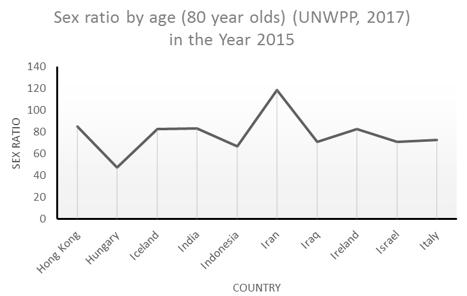 Sex ratio by age (80 year olds) (UNWPP, 2017)
in the Year 2015
140
120
100
80
60
40
20
0
SEX RATIO
Hong Kong
Hungary
Iceland
India
Indonesia
Iran
Iraq
Ireland
Israel
Italy
COUNTRY